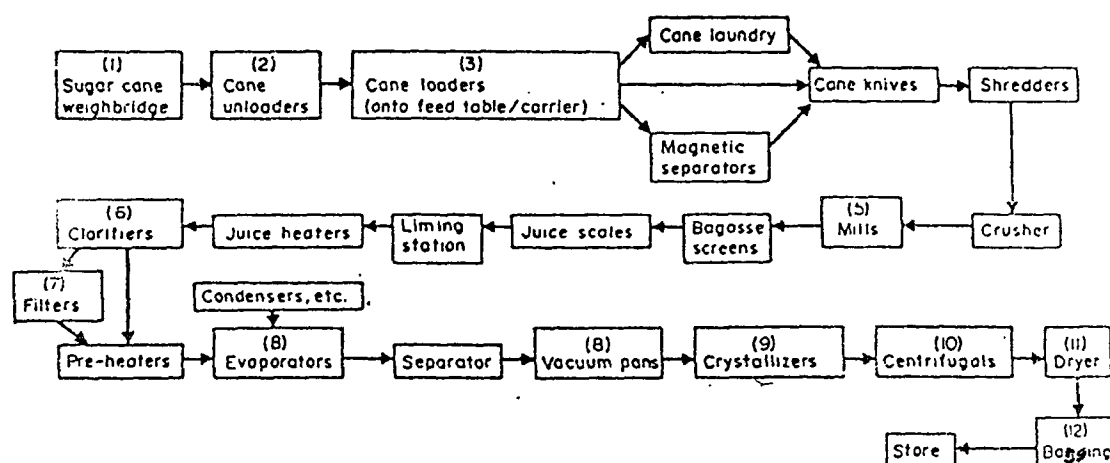 (1)
Sugar cane
weighbridge
(2)
Cane
unloaders
(3)
Cane loaders
(onto feed table/carrier)
Cane laundry
Magnetic
separators
Cane knives
Shredders
Crusher
(5)
Mills
Bagasse
screens
Juice scales
Liming
station
Juice heaters
(6)
Clarifiers
(7)
Filters
Pre-heaters
Condensers, etc.
(8)
Evaporators
Separator
(8)
Vacuum pans
(9)
Crystallizers
(10)
Centrifugals
(11)
Dryer
(12)
Store